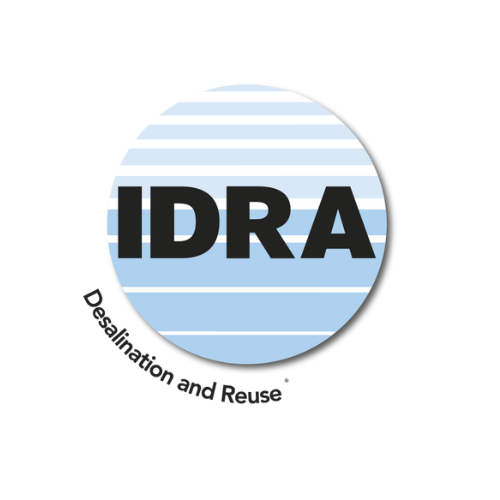 IDRA
Desalination and Reuse®